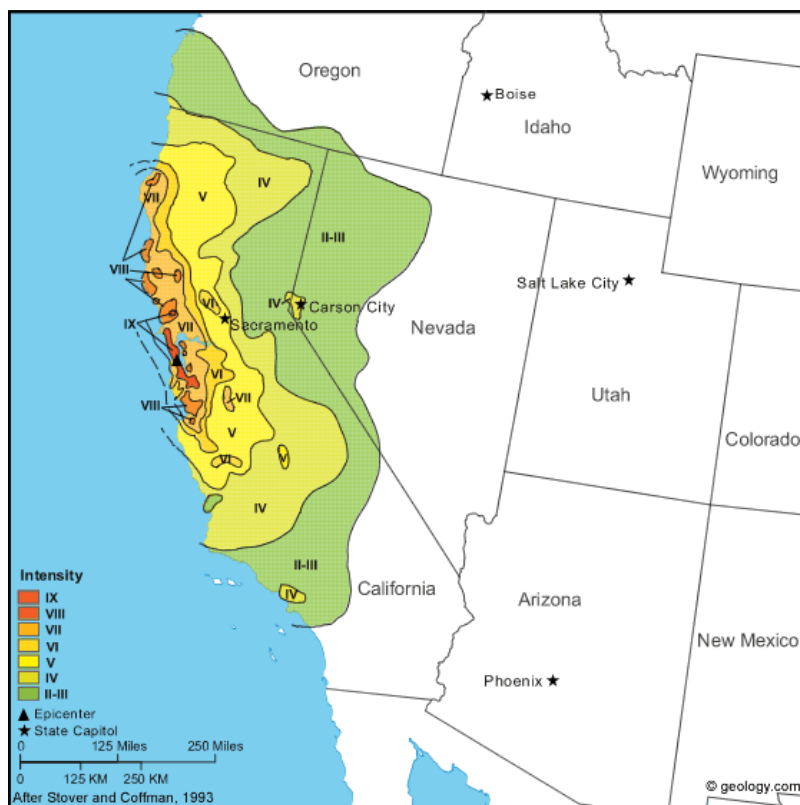 Oregon
Boise
Idaho
Wyoming
VII
V
IV
II-III
VIII
IX
VII
VI
Sacramento
IV
Carson City
Nevada
Salt Lake City
Utah
Colorado
VI
VII
VIII
V
VI
V
IV
II-III
IV
California
Arizona
New Mexico
Phoenix
Intensity
IX
VIII
VII
VI
V
IV
II-III
Epicenter
State Capitol
0 125 Miles 250 Miles
0 125 KM 250 KM
After Stover and Coffman, 1993
© geology.com